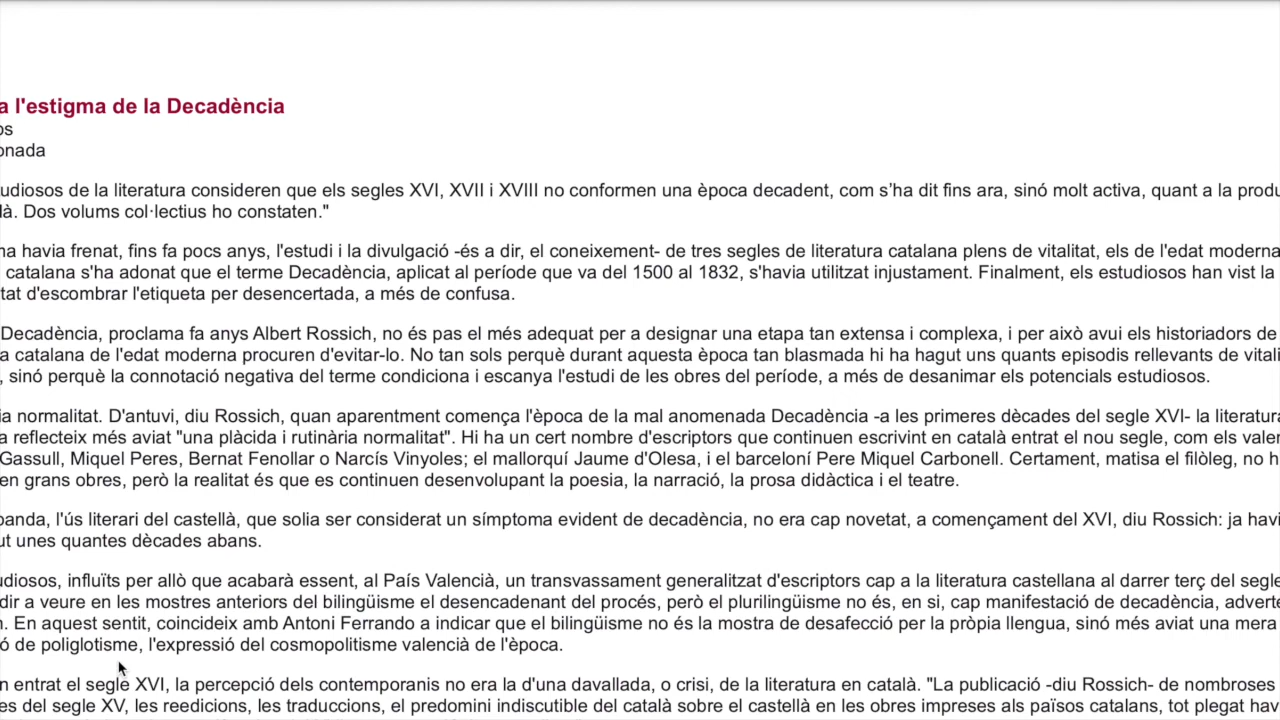 a l'estigma de la Decadència
os
onada
udiosos de la literatura consideren que els segles XVI, XVII i XVIII no conformen una època decadent, com s’ha dit fins ara, sinó molt activa, quant a la produ
là. Dos volums col·lectius ho constaten."
na havia frenat, fins fa pocs anys, l'estudi i la divulgació -és a dir, el coneixement- de tres segles de literatura catalana plens de vitalitat, els de l'edat moderna
catalana s'ha adonat que el terme Decadència, aplicat al període que va del 1500 al 1832, s'havia utilitzat injustament. Finalment, els estudiosos han vist la
tat d'escombrar l'etiqueta per desencertada, a més de confusa.
Decadència, proclama fa anys Albert Rossich, no és pas el més adequat per a designar una etapa tan extensa i complexa, i per això avui els historiadors de
a catalana de l'edat moderna procuren d'evitar-lo. No tan sols perquè durant aquesta època tan blasmada hi ha hagut uns quants episodis rellevants de vitali
, sinó perquè la connotació negativa del terme condiciona i escanya l'estudi de les obres del període, a més de desanimar els potencials estudiosos.
ia normalitat. D'antuvi, diu Rossich, quan aparentment comença l'època de la mal anomenada Decadència -a les primeres dècades del segle XVI- la literatura
a reflecteix més aviat "una plàcida i rutinària normalitat". Hi ha un cert nombre d'escriptors que continuen escrivint en català entrat el nou segle, com els valen
Gassull, Miquel Peres, Bernat Fenollar o Narcís Vinyoles; el mallorquí Jaume d'Olesa, i el barceloní Pere Miquel Carbonell. Certament, matisa el filòleg, no h
en grans obres, però la realitat és que es continuen desenvolupant la poesia, la narració, la prosa didàctica i el teatre.
banda, l'ús literari del castellà, que solia ser considerat un símptoma evident de decadència, no era cap novetat, a començament del XVI, diu Rossich: ja havi
ut unes quantes dècades abans.
udiosos, influïts per allò que acabarà essent, al País Valencià, un transvassament generalitzat d'escriptors cap a la literatura castellana al darrer terç del segle
dir a veure en les mostres anteriors del bilingüisme el desencadenant del procés, però el plurilingüisme no és, en si, cap manifestació de decadència, adverte
n. En aquest sentit, coincideix amb Antoni Ferrando a indicar que el bilingüisme no és la mostra de desafecció per la pròpia llengua, sinó més aviat una mera
ó de poliglotisme, l'expressió del cosmopolitisme valencià de l'època.
n entrat el segle XVI, la percepció dels contemporanis no era la d'una davallada, o crisi, de la literatura en català. "La publicació -diu Rossich- de nombroses
es del segle XV, les reedicions, les traduccions, el predomini indiscutible del català sobre el castellà en les obres impreses als països catalans, tot plegat hav